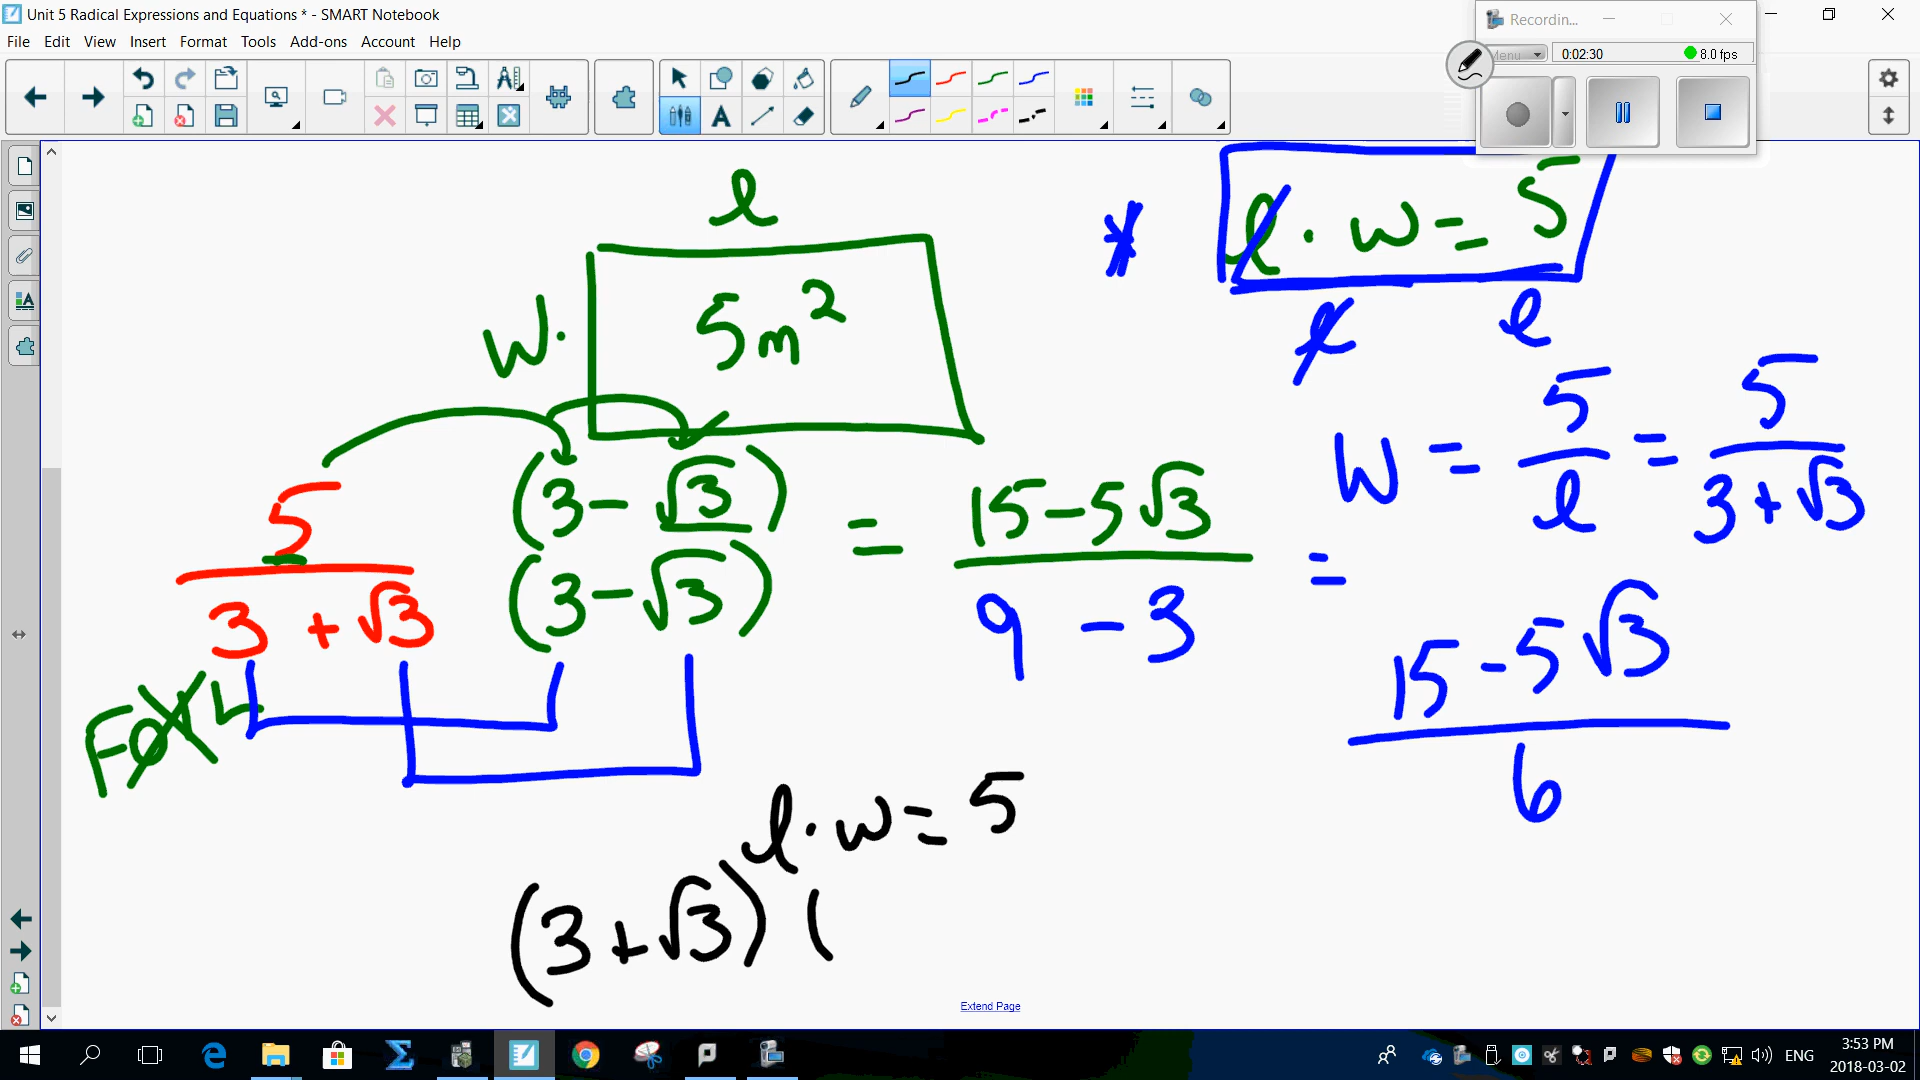 Unit 5 Radical Expressions and Equations * - SMART Notebook
File Edit View Insert Format Tools Add-ons Account Help
Recordin...
Menu 0:02:30 8.0 fps
l
* l · w = 5
l l
W · 5m²
W = 5/l = 5/(3 + √3)
5/(3 + √3) (3 - √3)/(3 - √3) = (15 - 5√3)/(9 - 3) =
(15 - 5√3)/6
FOIL
l · w = 5
(3 + √3) (
Extend Page
ENG
3:53 PM
2018-03-02